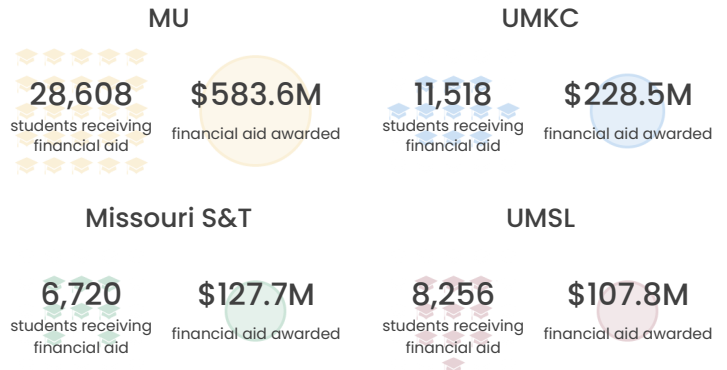 MU
28,608
students receiving
financial aid
$583.6M
financial aid awarded
UMKC
11,518
students receiving
financial aid
$228.5M
financial aid awarded
Missouri S&T
6,720
students receiving
financial aid
$127.7M
financial aid awarded
UMSL
8,256
students receiving
financial aid
$107.8M
financial aid awarded